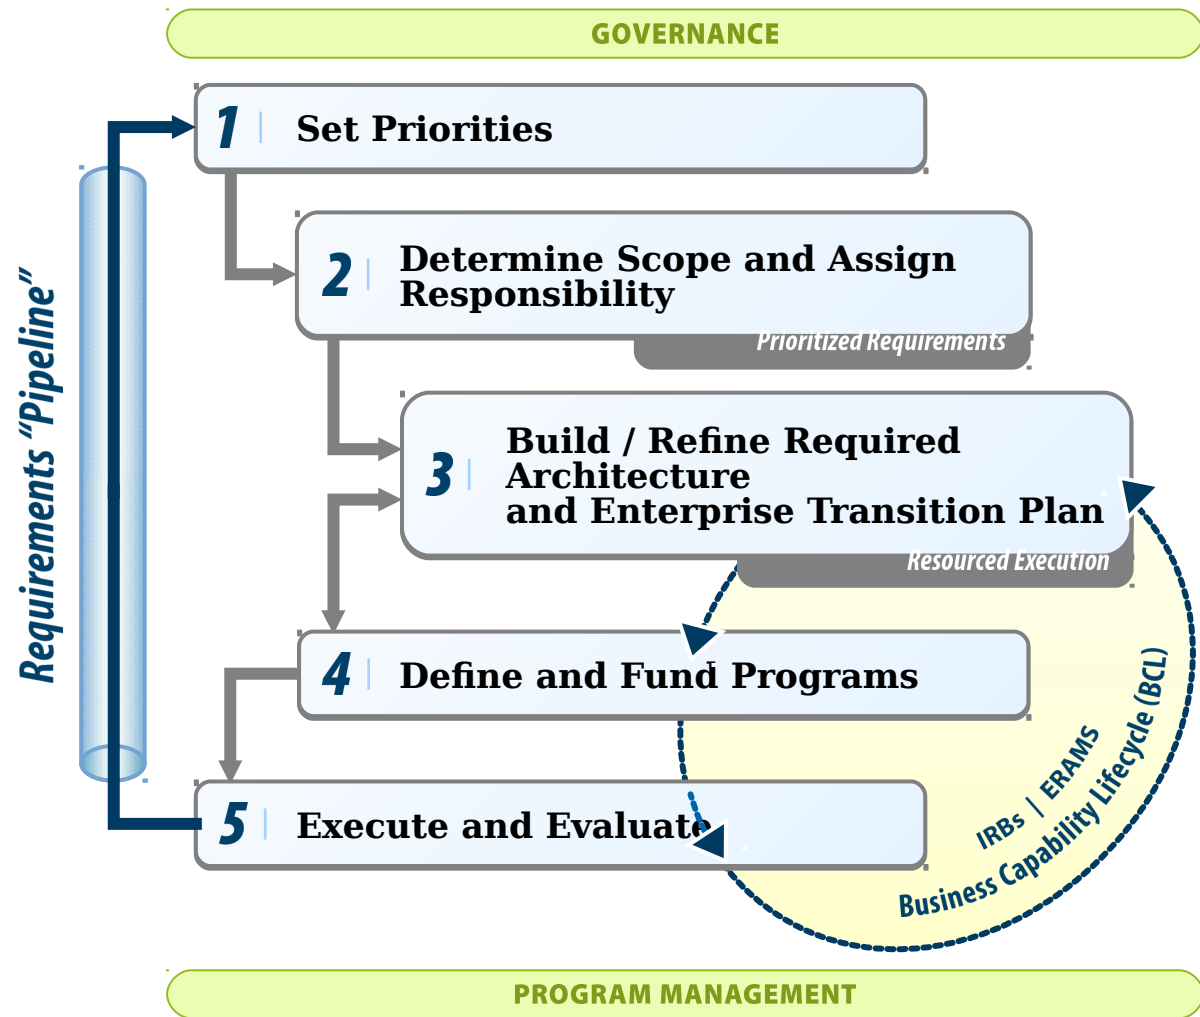 GOVERNANCE
1 Set Priorities
2 Determine Scope and Assign
Responsibility
Prioritized Requirements
Requirements “Pipeline”
3 Build / Refine Required
Architecture
and Enterprise Transition Plan
Resourced Execution
4 Define and Fund Programs
5 Execute and Evaluate
IRBs | ERAMS
Business Capability Lifecycle (BCL)
PROGRAM MANAGEMENT